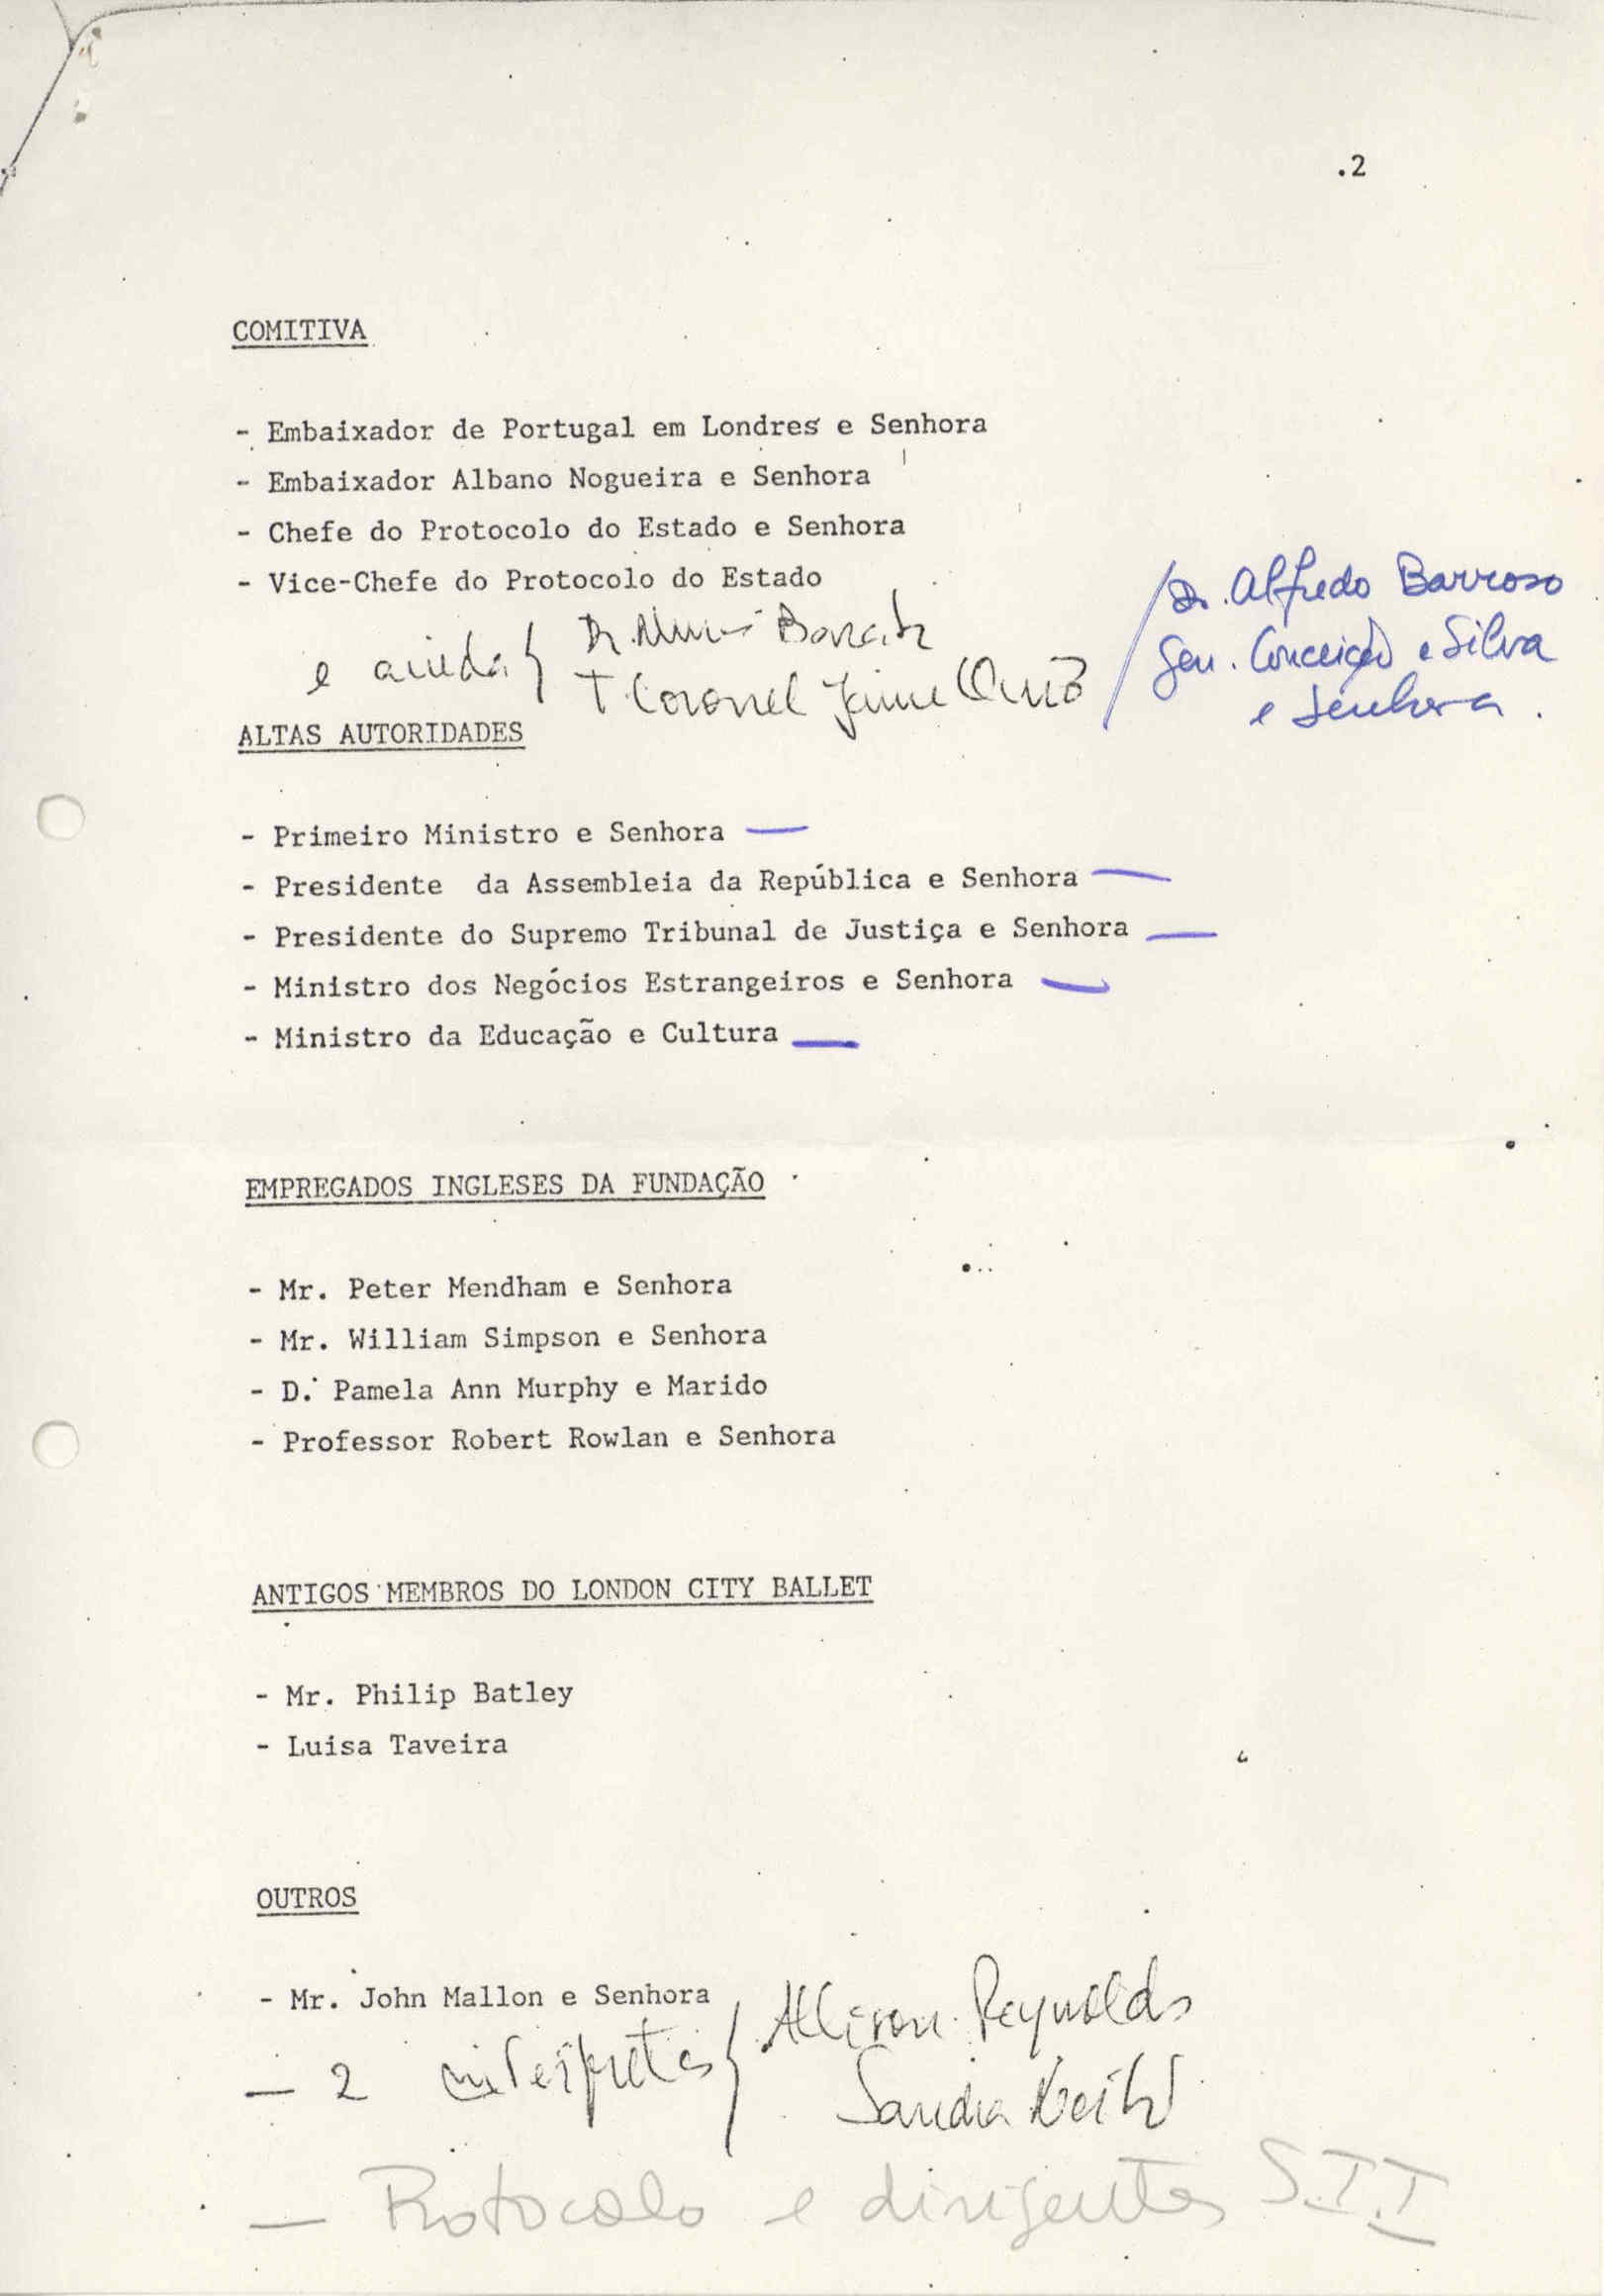 .2
COMITIVA
- Embaixador de Portugal em Londres e Senhora
- Embaixador Albano Nogueira e Senhora
- Chefe do Protocolo do Estado e Senhora
- Vice-Chefe do Protocolo do Estado
e ainda { Dr. Nunes
T. Coronel Jaime
/ Dr. Alfredo Barroso
Gen. Conceição e Silva
e Senhora.
ALTAS AUTORIDADES
- Primeiro Ministro e Senhora —
- Presidente da Assembleia da República e Senhora —
- Presidente do Supremo Tribunal de Justiça e Senhora —
- Ministro dos Negócios Estrangeiros e Senhora —
- Ministro da Educação e Cultura —
EMPREGADOS INGLESES DA FUNDAÇÃO
- Mr. Peter Mendham e Senhora
- Mr. William Simpson e Senhora
- D. Pamela Ann Murphy e Marido
- Professor Robert Rowlan e Senhora
ANTIGOS MEMBROS DO LONDON CITY BALLET
- Mr. Philip Batley
- Luisa Taveira
OUTROS
- Mr. John Mallon e Senhora
— 2 interpretes { Allison Reynolds
Sandra
— Protocolo e dirigentes S.I.I